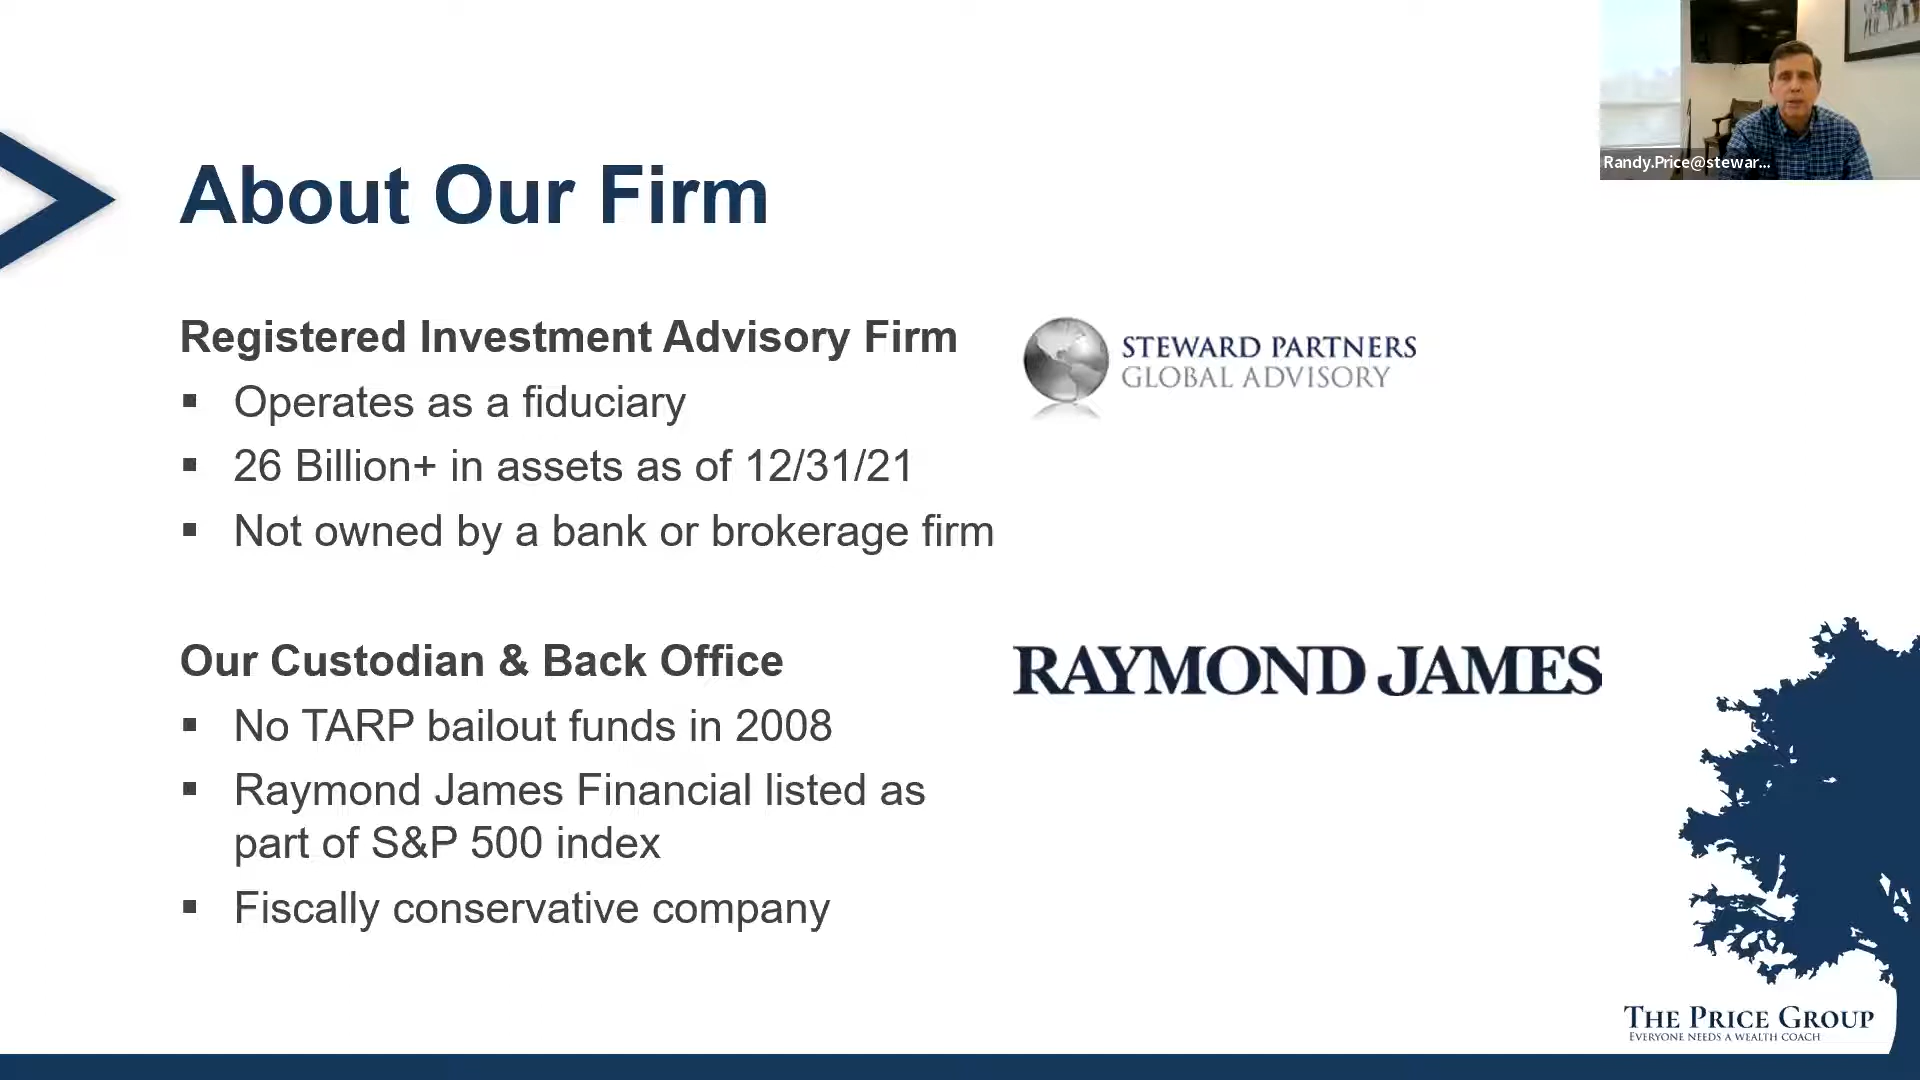 Randy.Price@stewar...
About Our Firm
Registered Investment Advisory Firm
▪ Operates as a fiduciary
▪ 26 Billion+ in assets as of 12/31/21
▪ Not owned by a bank or brokerage firm
STEWARD PARTNERS
GLOBAL ADVISORY
Our Custodian & Back Office
▪ No TARP bailout funds in 2008
▪ Raymond James Financial listed as
part of S&P 500 index
▪ Fiscally conservative company
RAYMOND JAMES
THE PRICE GROUP
EVERYONE NEEDS A WEALTH COACH